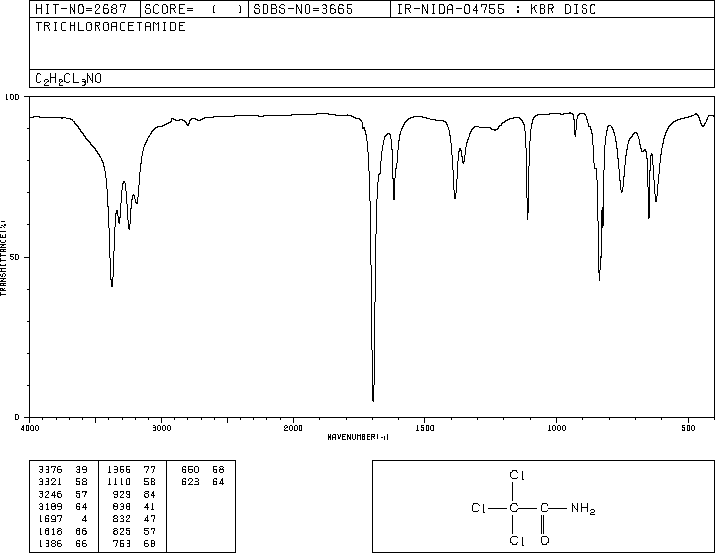 HIT-NO=2687 SCORE= ( ) SDBS-NO=3665 IR-NIDA-04755 : KBR DISC
TRICHLOROACETAMIDE
C2H2CL3NO
100
50
0
TRANSMITTANCE(%)
4000 3000 2000 1500 1000 500
WAVENUMBER(-1)
3376 39 1355 77 650 58
3321 58 1110 58 623 64
3246 57 929 84
3189 64 838 41
1697 4 832 47
1618 66 825 57
1386 66 753 68
Cl
Cl C C NH2
Cl O